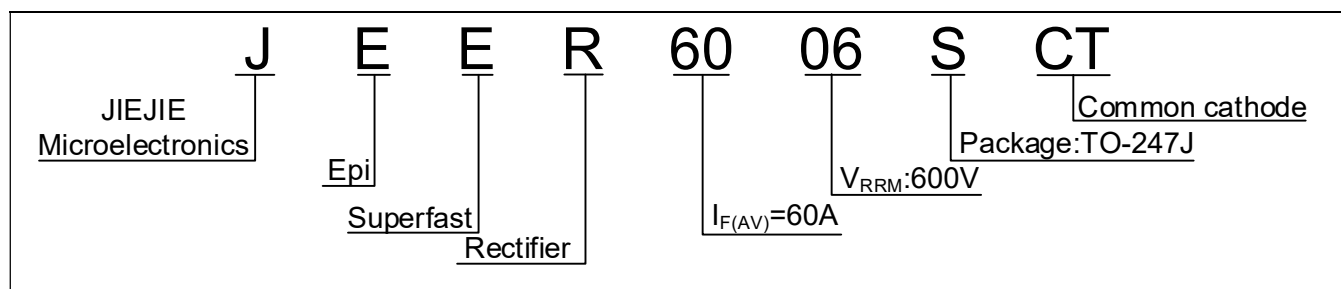 J E E R 60 06 S CT
JIEJIE
Microelectronics
Common cathode
Package:TO-247J
Epi
VRRM:600V
Superfast
IF(AV)=60A
Rectifier